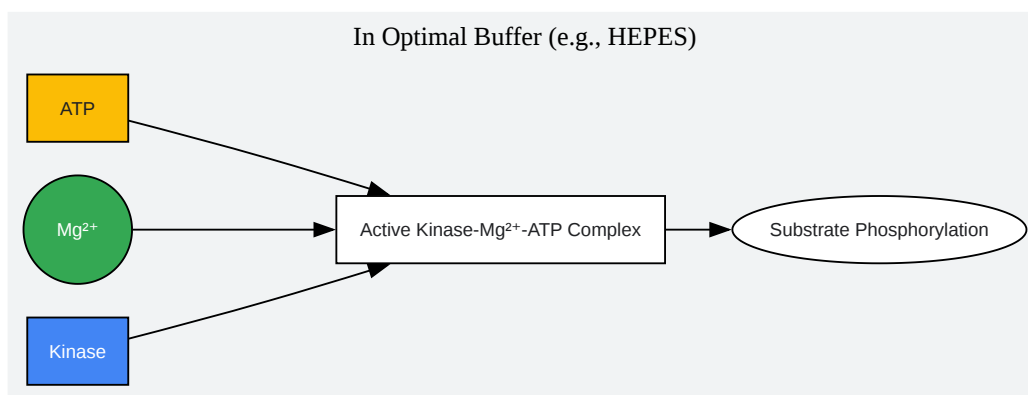 In Optimal Buffer (e.g., HEPES)
ATP
Mg²⁺
Active Kinase-Mg²⁺-ATP Complex
Substrate Phosphorylation
Kinase